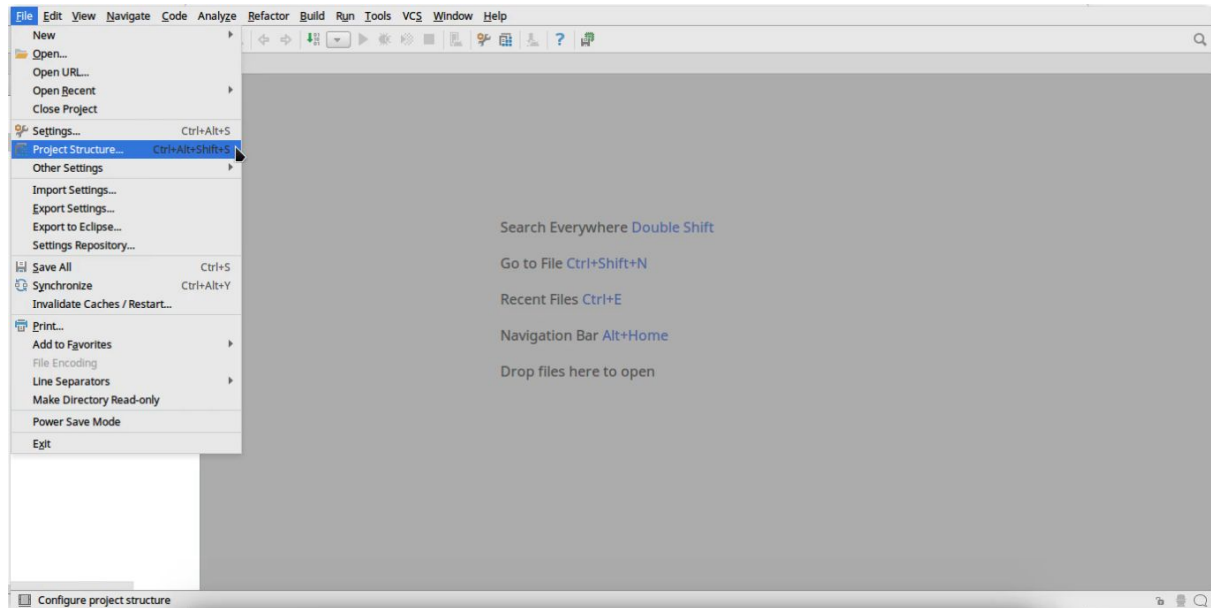 File Edit View Navigate Code Analyze Refactor Build Run Tools VCS Window Help
New
Open...
Open URL...
Open Recent
Close Project
Settings... Ctrl+Alt+S
Project Structure... Ctrl+Alt+Shift+S
Other Settings
Import Settings...
Export Settings...
Export to Eclipse...
Settings Repository...
Save All Ctrl+S
Synchronize Ctrl+Alt+Y
Invalidate Caches / Restart...
Print...
Add to Favorites
File Encoding
Line Separators
Make Directory Read-only
Power Save Mode
Exit
Search Everywhere Double Shift
Go to File Ctrl+Shift+N
Recent Files Ctrl+E
Navigation Bar Alt+Home
Drop files here to open
Configure project structure